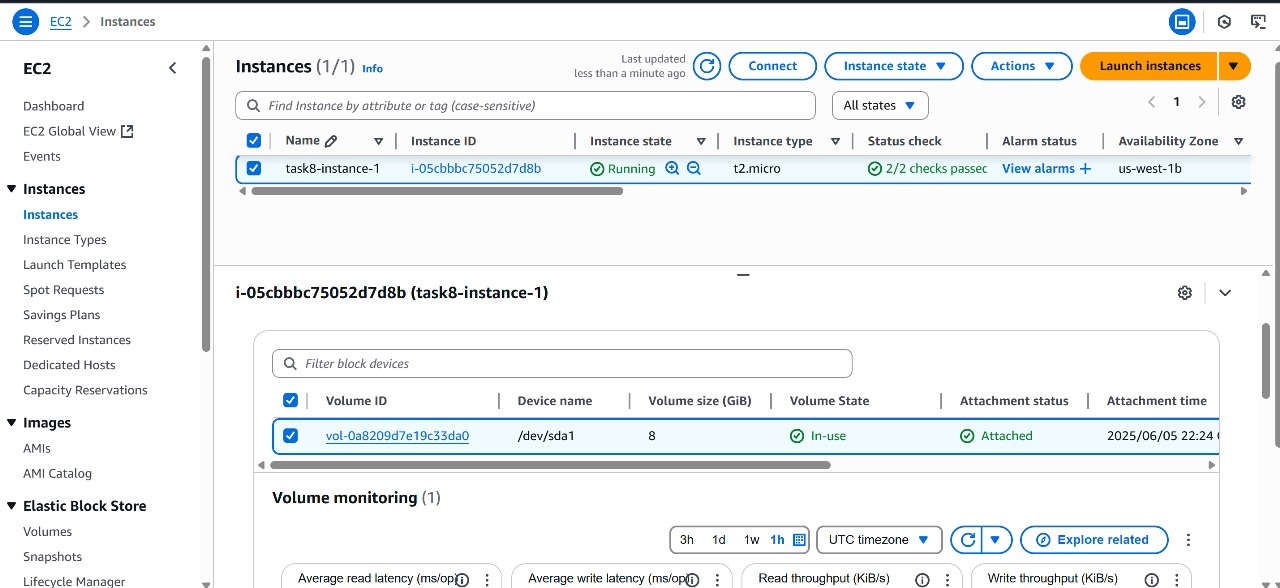 EC2 > Instances
EC2
Dashboard
EC2 Global View
Events
Instances
Instances
Instance Types
Launch Templates
Spot Requests
Savings Plans
Reserved Instances
Dedicated Hosts
Capacity Reservations
Images
AMIs
AMI Catalog
Elastic Block Store
Volumes
Snapshots
Lifecycle Manager
Instances (1/1) Info
Last updated
less than a minute ago
Connect
Instance state
Actions
Launch instances
Find Instance by attribute or tag (case-sensitive)
All states
1
Name Instance ID Instance state Instance type Status check Alarm status Availability Zone
task8-instance-1 i-05cbbbc75052d7d8b Running t2.micro 2/2 checks passed View alarms + us-west-1b
i-05cbbbc75052d7d8b (task8-instance-1)
Filter block devices
Volume ID Device name Volume size (GiB) Volume State Attachment status Attachment time
vol-0a8209d7e19c33da0 /dev/sda1 8 In-use Attached 2025/06/05 22:24
Volume monitoring (1)
3h 1d 1w 1h UTC timezone Explore related
Average read latency (ms/op) Average write latency (ms/op) Read throughput (KiB/s) Write throughput (KiB/s)